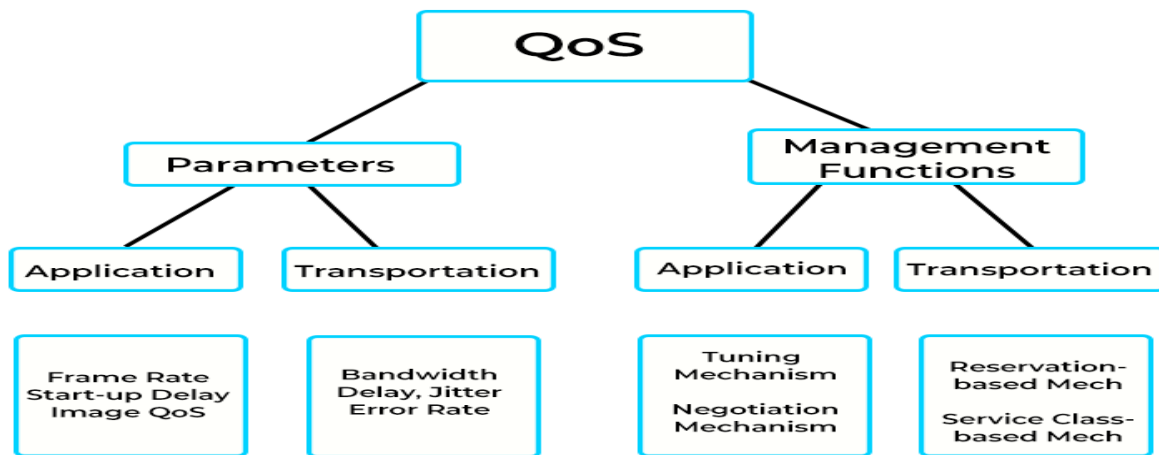 QoS
Parameters
Management
Functions
Application
Transportation
Application
Transportation
Frame Rate
Start-up Delay
Image QoS
Bandwidth
Delay, Jitter
Error Rate
Tuning
Mechanism
Negotiation
Mechanism
Reservation-
based Mech
Service Class-
based Mech